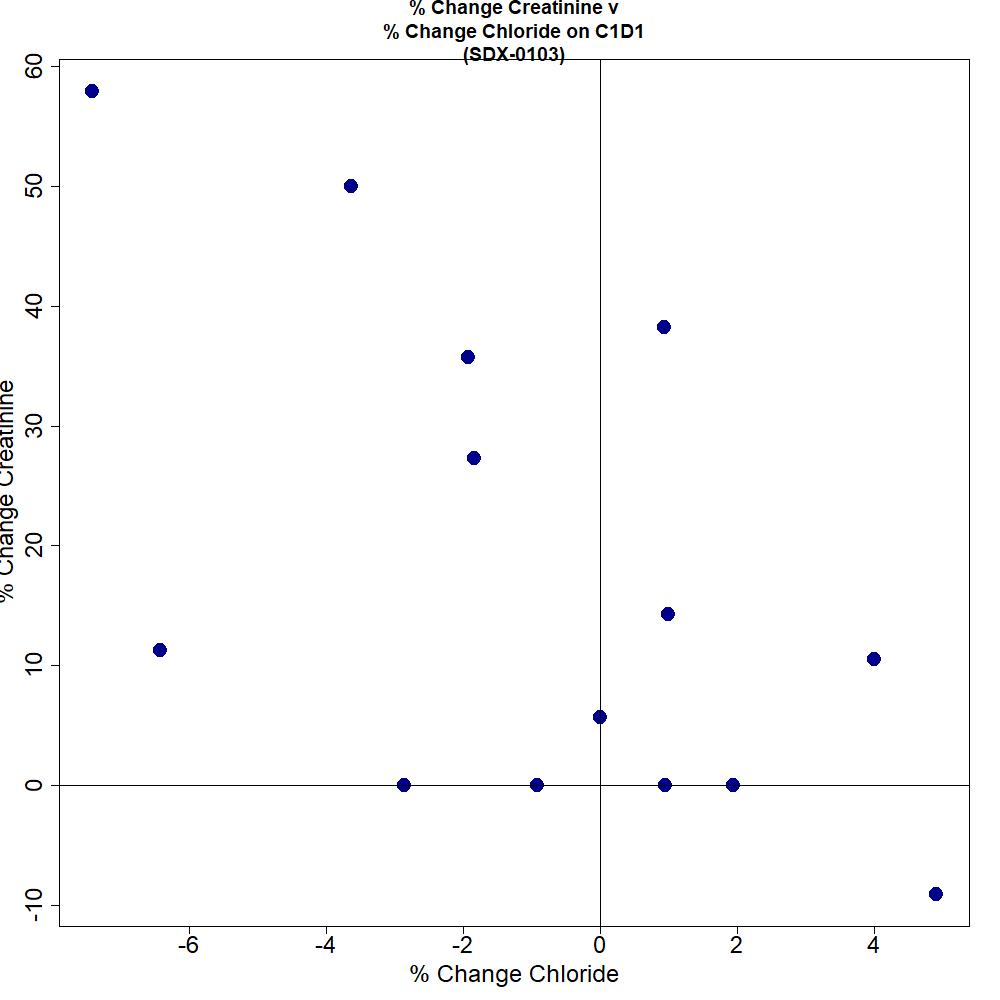 % Change Creatinine v
% Change Chloride on C1D1
(SDX-0103)
60
50
40
30
20
10
0
-10
% Change Creatinine
-6 -4 -2 0 2 4
% Change Chloride